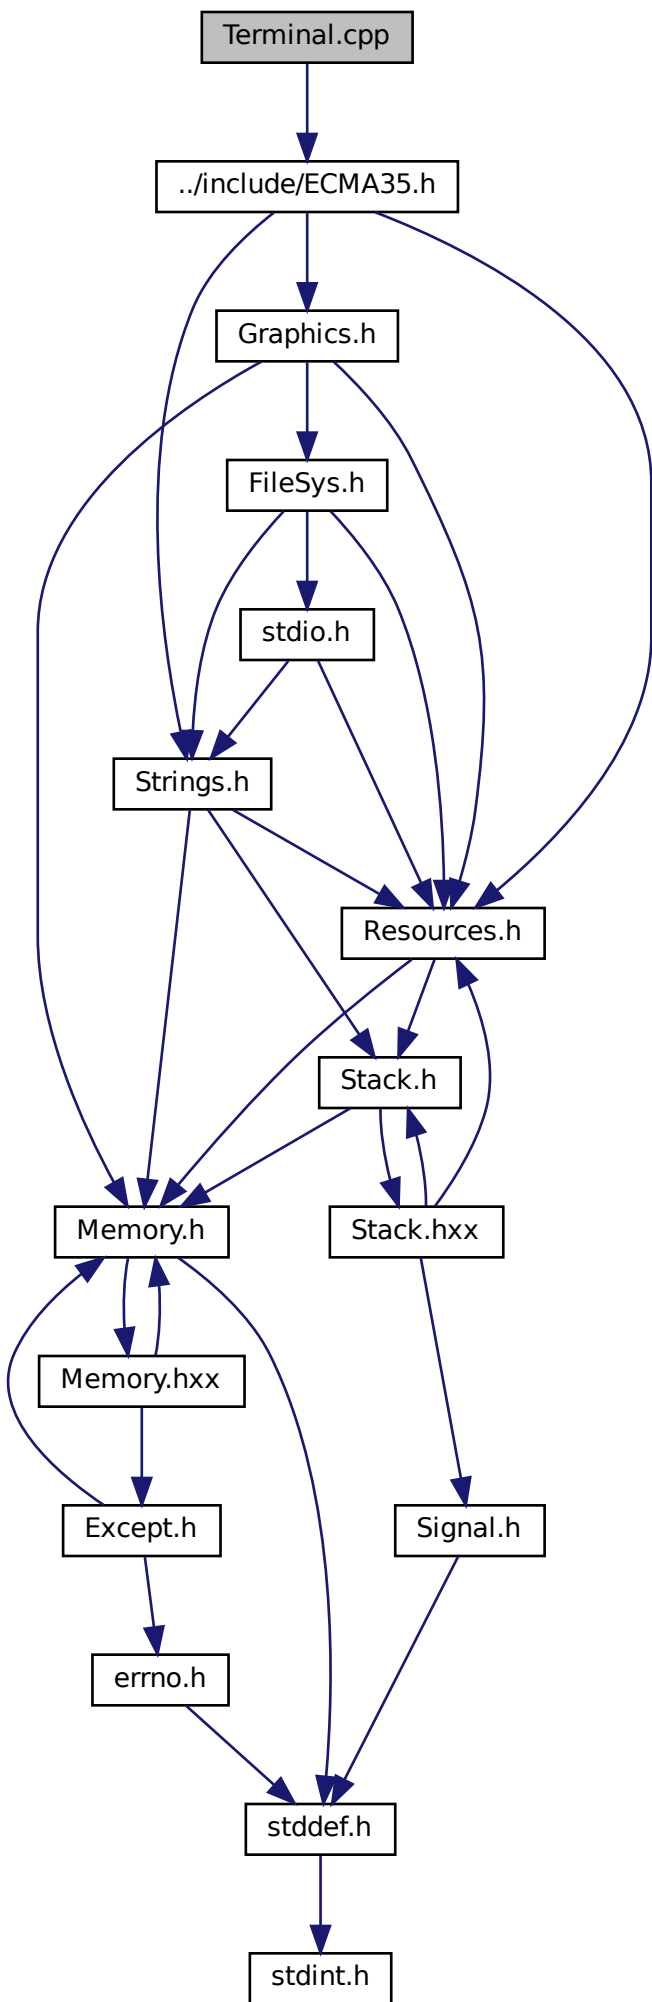 Terminal.cpp
../include/ECMA35.h
Graphics.h
FileSys.h
stdio.h
Strings.h
Resources.h
Stack.h
Memory.h
Stack.hxx
Memory.hxx
Except.h
Signal.h
errno.h
stddef.h
stdint.h